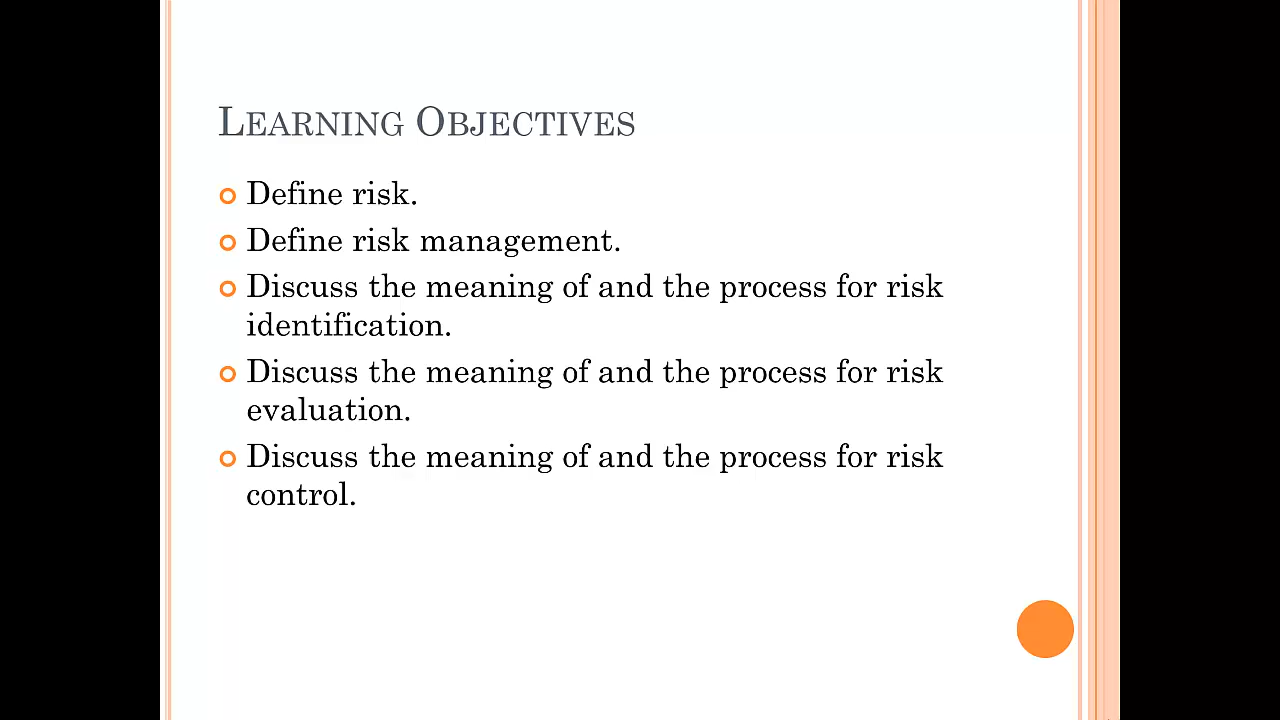 Learning Objectives
Define risk.
Define risk management.
Discuss the meaning of and the process for risk
identification.
Discuss the meaning of and the process for risk
evaluation.
Discuss the meaning of and the process for risk
control.